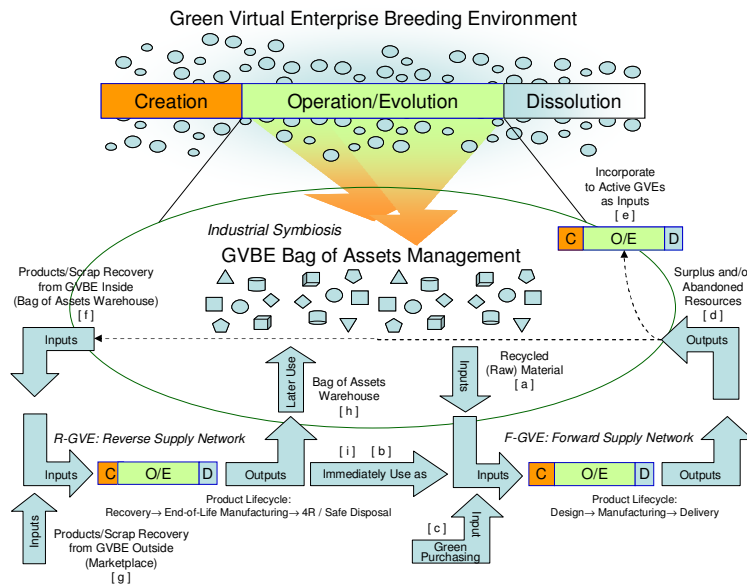 Green Virtual Enterprise Breeding Environment
Creation
Operation/Evolution
Dissolution
Incorporate
to Active GVEs
as Inputs
[ e ]
C
O/E
D
Industrial Symbiosis
GVBE Bag of Assets Management
Products/Scrap Recovery
from GVBE Inside
(Bag of Assets Warehouse)
[ f ]
Surplus and/or
Abandoned
Resources
[ d ]
Inputs
Outputs
Later Use
Bag of Assets
Warehouse
[ h ]
Inputs
Recycled
(Raw) Material
[ a ]
R-GVE: Reverse Supply Network
F-GVE: Forward Supply Network
Inputs
C
O/E
D
Outputs
[ i ]
[ b ]
Immediately Use as
Inputs
C
O/E
D
Outputs
Product Lifecycle:
Recovery→ End-of-Life Manufacturing→ 4R / Safe Disposal
Product Lifecycle:
Design→ Manufacturing→ Delivery
Inputs
Products/Scrap Recovery
from GVBE Outside
(Marketplace)
[ g ]
[ c ]
Input
Green
Purchasing